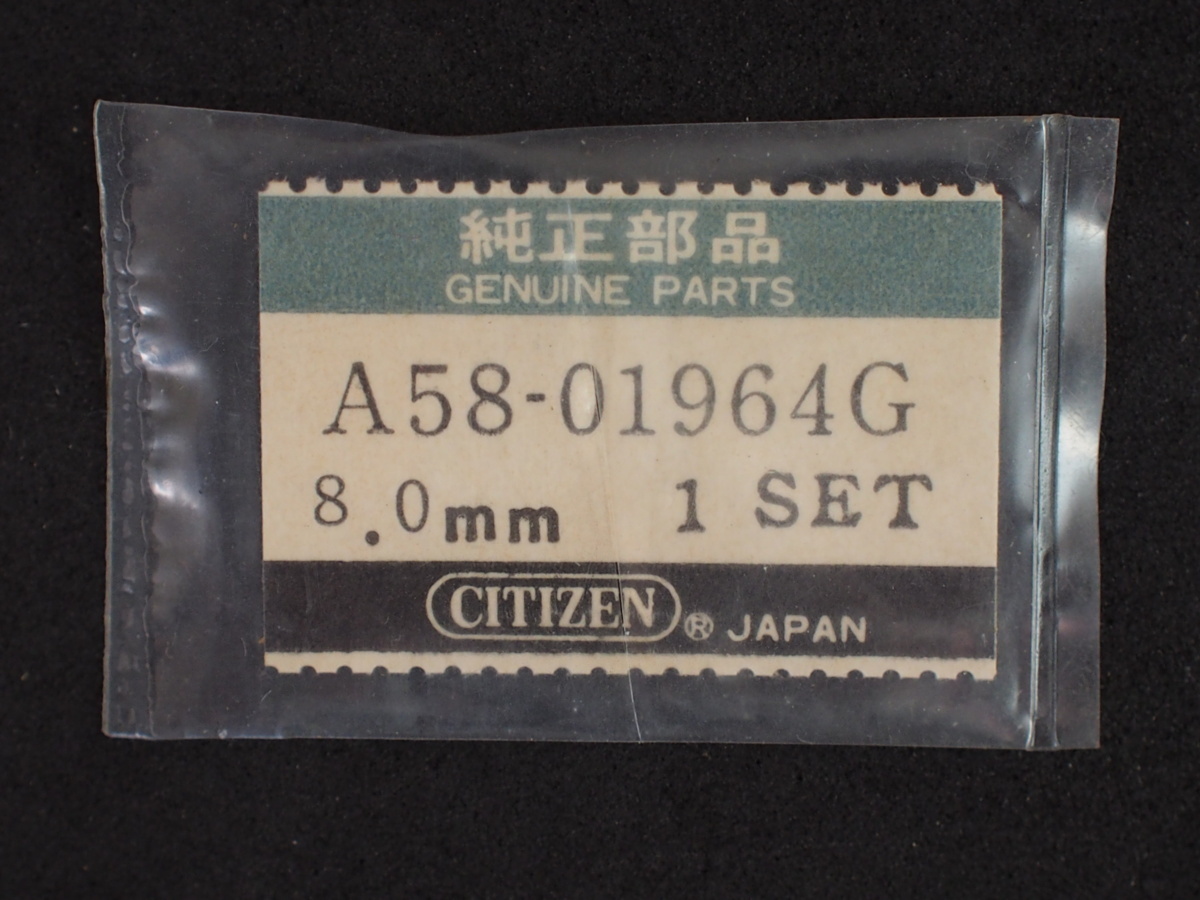 純正部品
GENUINE PARTS
A58-01964G
8.0mm 1 SET
CITIZEN® JAPAN